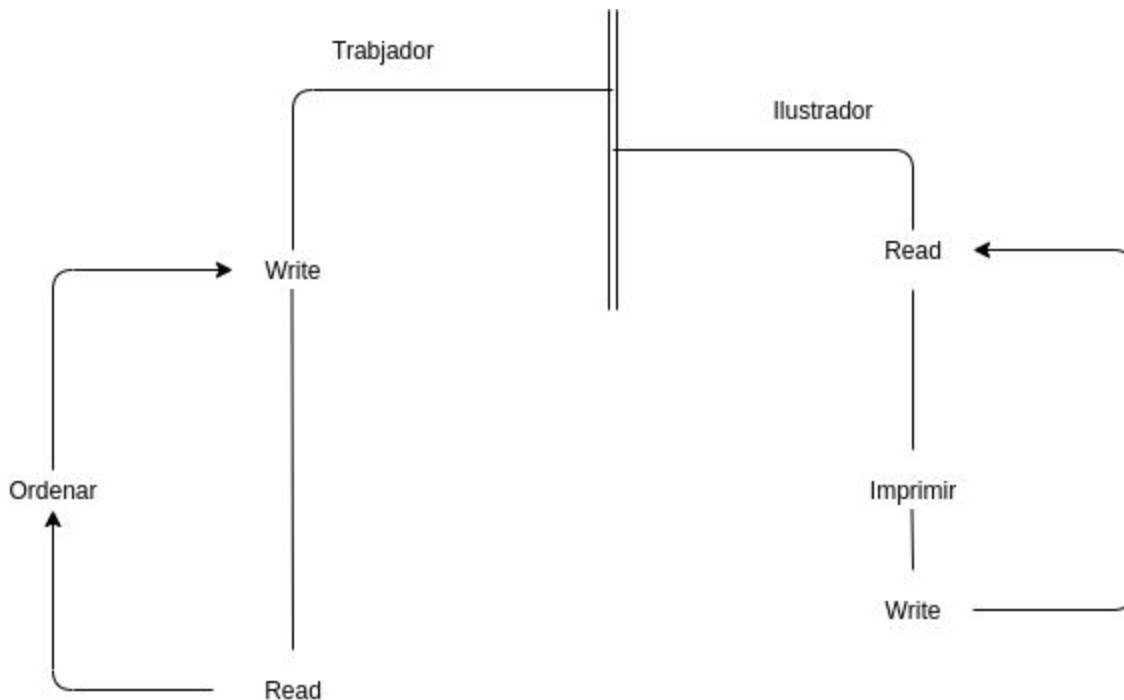 Trabjador
Ilustrador
Write
Read
Ordenar
Imprimir
Write
Read